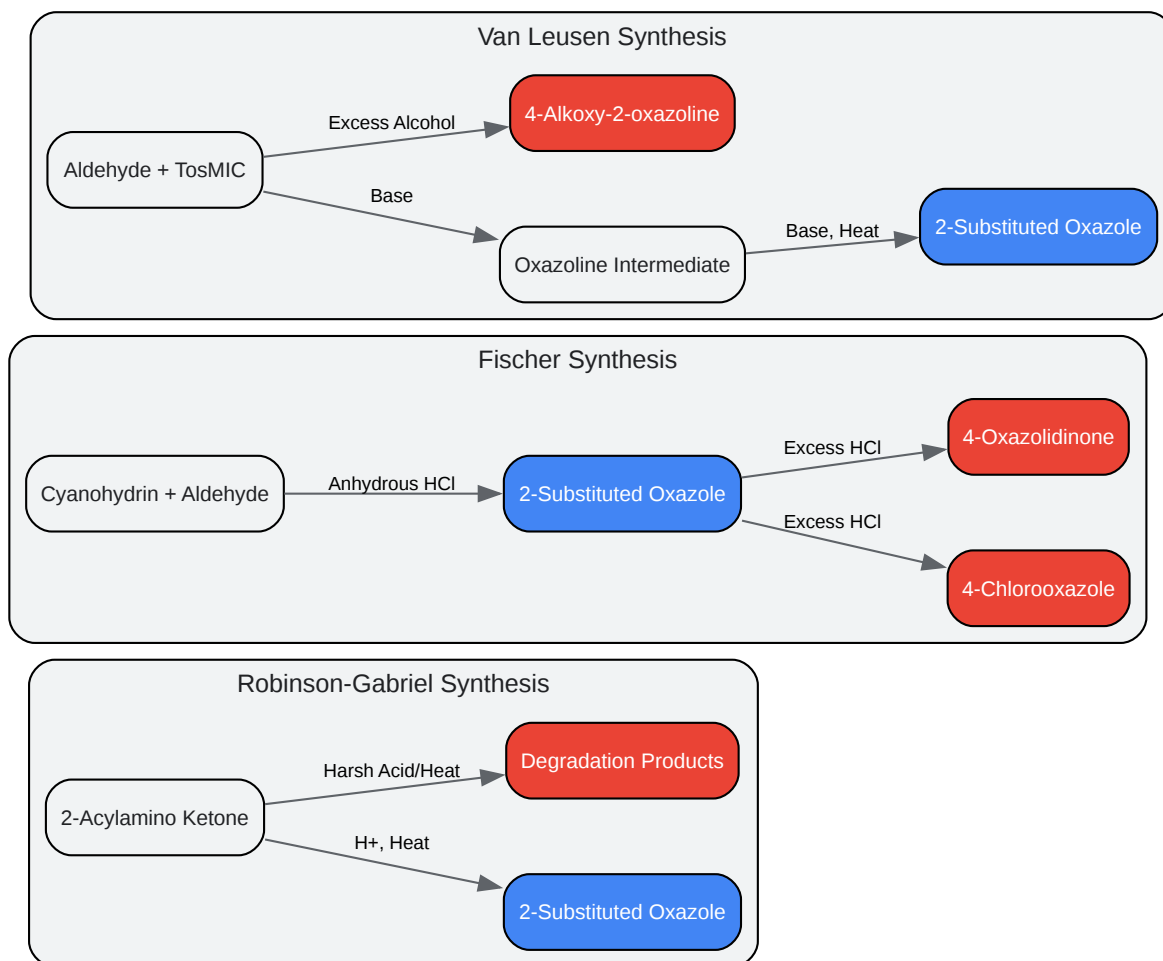 Van Leusen Synthesis
Aldehyde + TosMIC
Excess Alcohol
4-Alkoxy-2-oxazoline
Base
Oxazoline Intermediate
Base, Heat
2-Substituted Oxazole
Fischer Synthesis
Cyanohydrin + Aldehyde
Anhydrous HCl
2-Substituted Oxazole
Excess HCl
4-Oxazolidinone
Excess HCl
4-Chlorooxazole
Robinson-Gabriel Synthesis
2-Acylamino Ketone
Harsh Acid/Heat
Degradation Products
H+, Heat
2-Substituted Oxazole